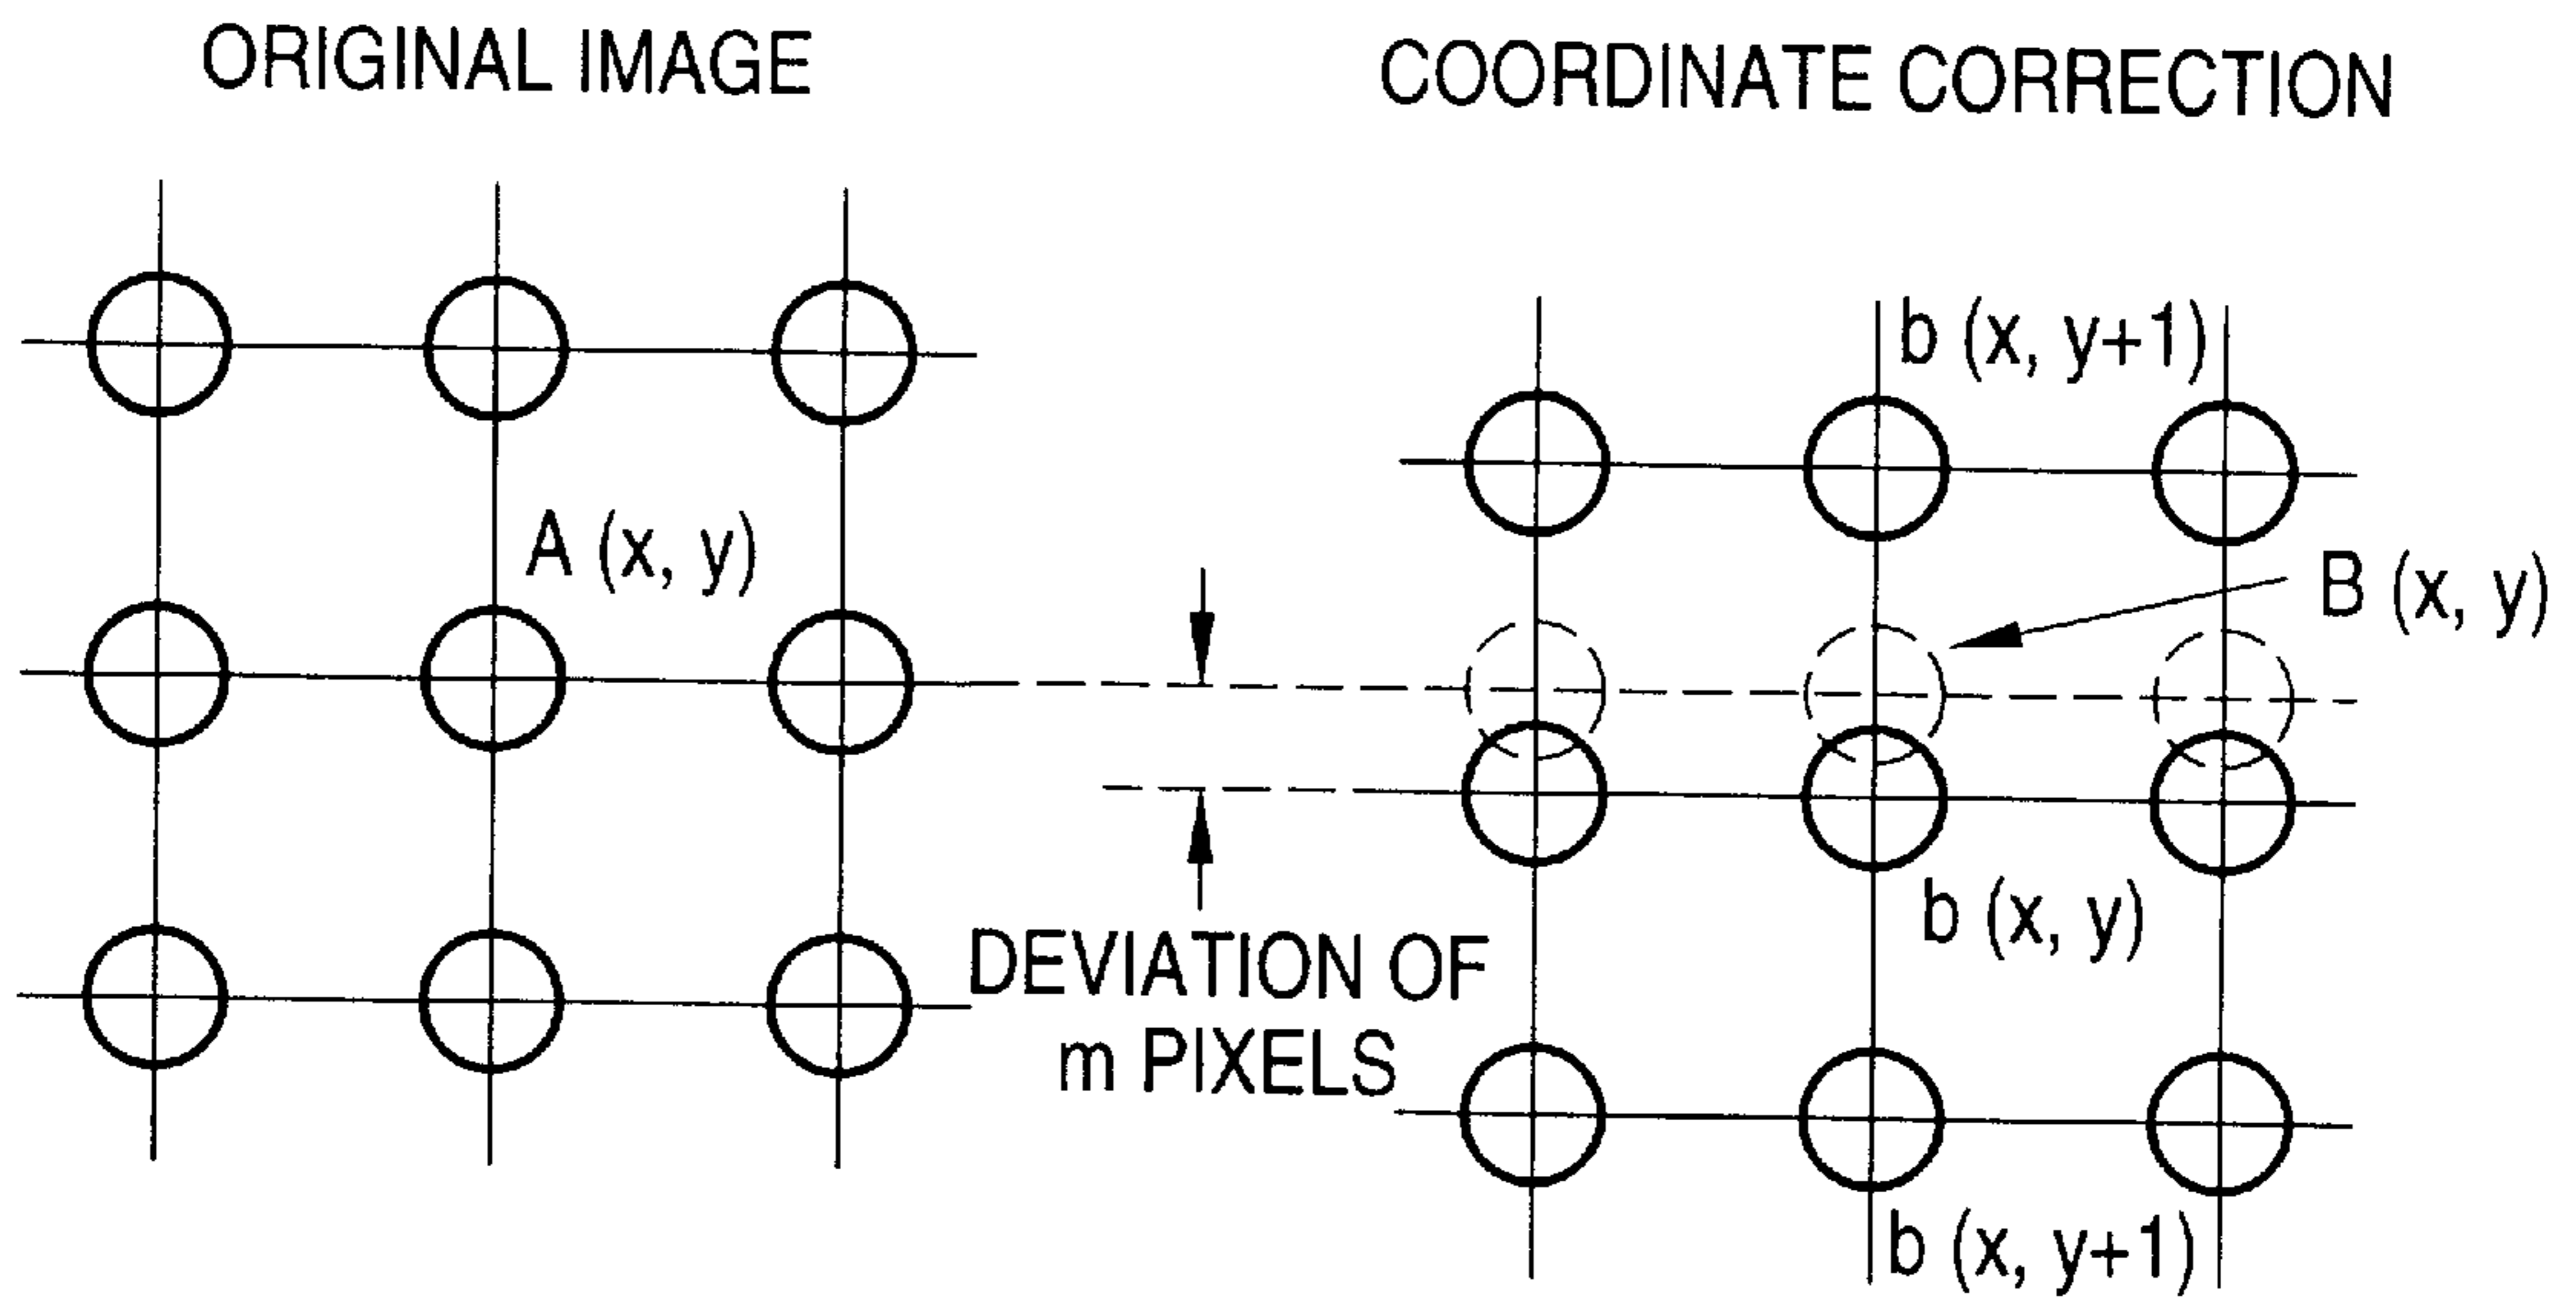 ORIGINAL IMAGE
COORDINATE CORRECTION
b (x, y+1)
A (x, y)
B (x, y)
b (x, y)
DEVIATION OF
m PIXELS
b (x, y+1)